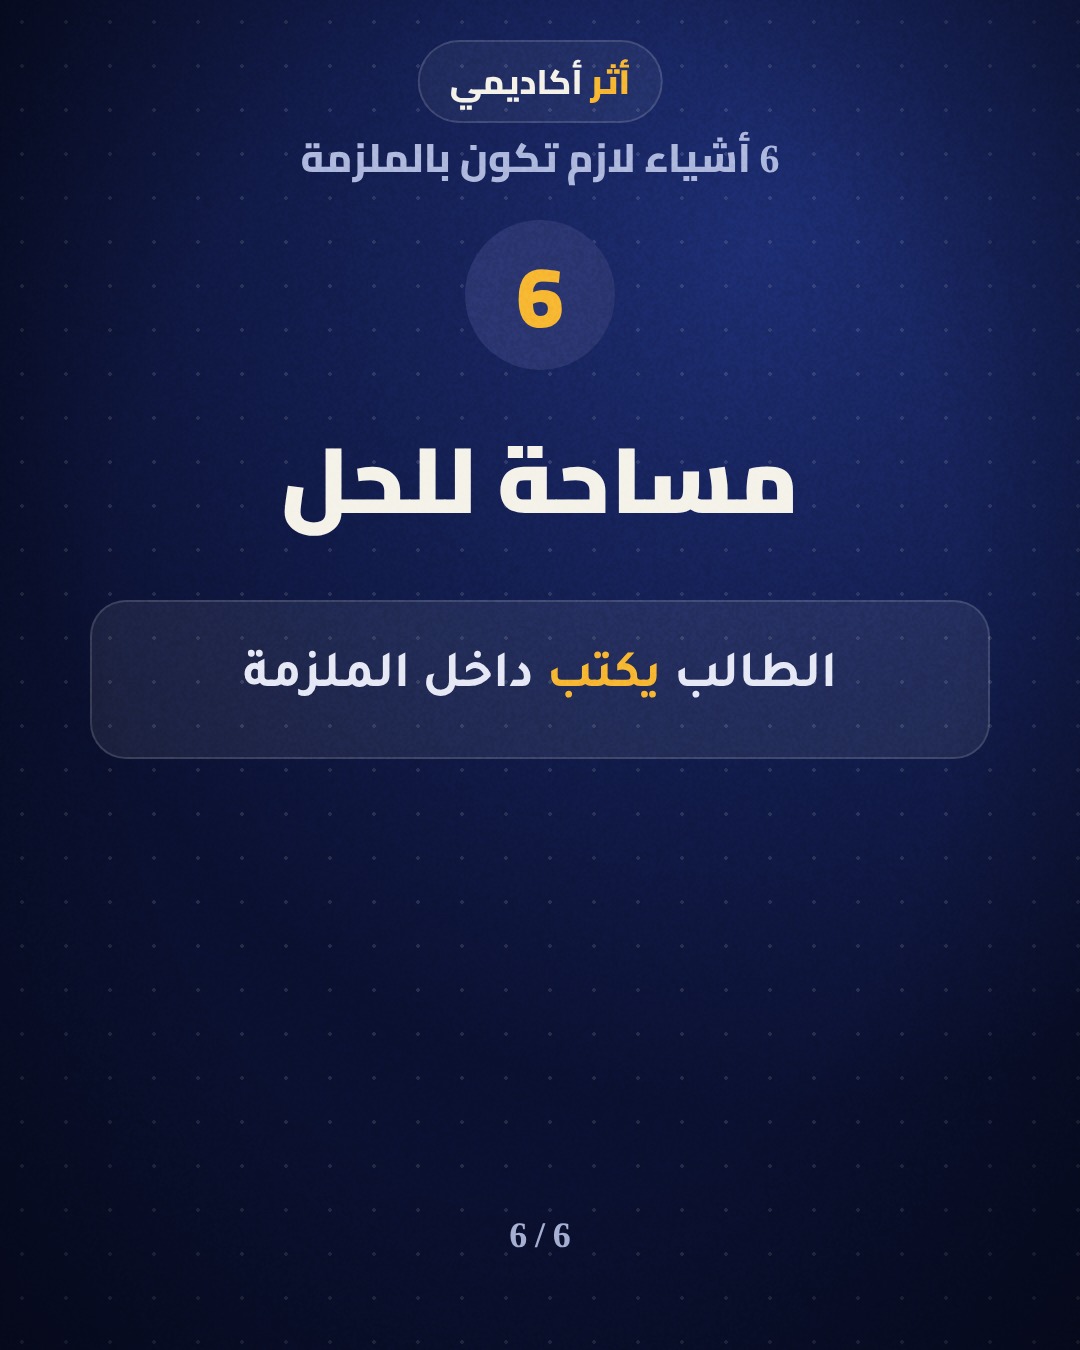 أثر أكاديمي
6 أشياء لازم تكون بالملزمة
6
مساحة للحل
الطالب يكتب داخل الملزمة
6 / 6